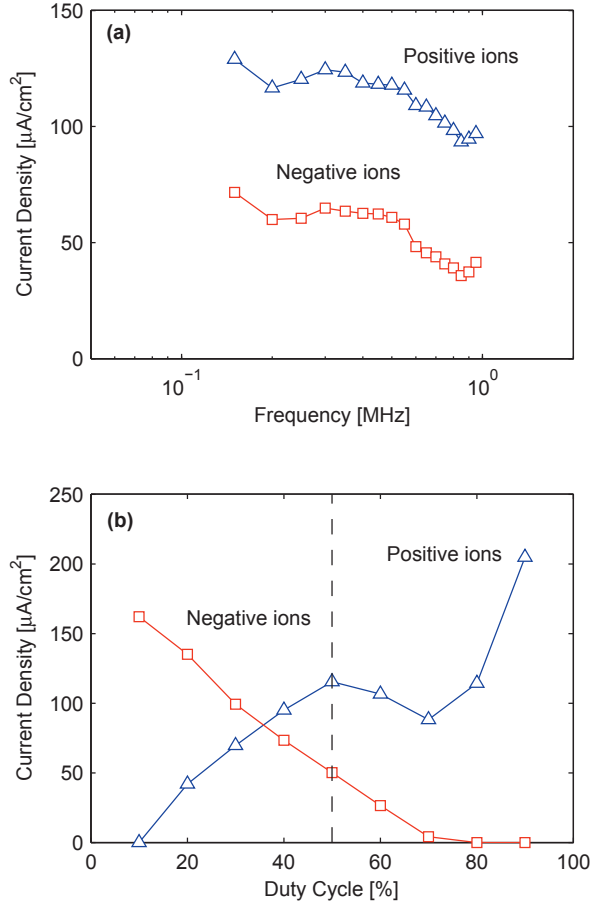 (a)
Positive ions
Negative ions
Current Density [µA/cm²]
150
100
50
0
10⁻¹
10⁰
Frequency [MHz]
(b)
Positive ions
Negative ions
Current Density [µA/cm²]
250
200
150
100
50
0
0 20 40 60 80 100
Duty Cycle [%]